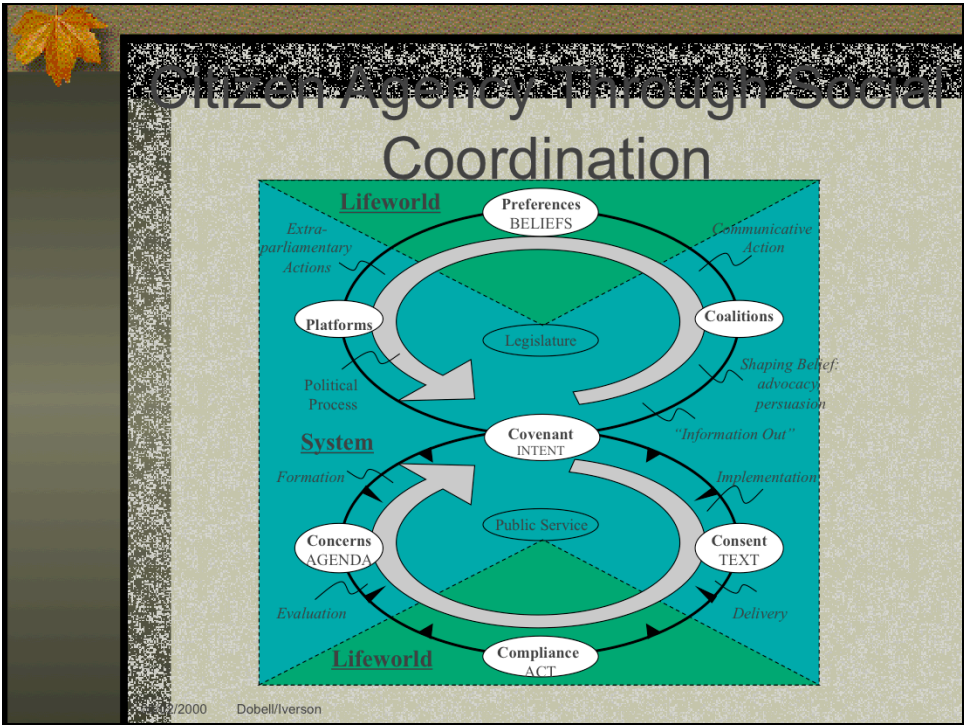 Citizen Agency Through Social
Coordination
Lifeworld
Preferences
BELIEFS
Extra-
parliamentary
Actions
Communicative
Action
Platforms
Coalitions
Legislature
Political
Process
Shaping Belief:
advocacy,
persuasion
System
Covenant
INTENT
"Information Out"
Formation
Implementation
Public Service
Concerns
AGENDA
Consent
TEXT
Evaluation
Delivery
Lifeworld
Compliance
ACT
/2000
Dobell/Iverson